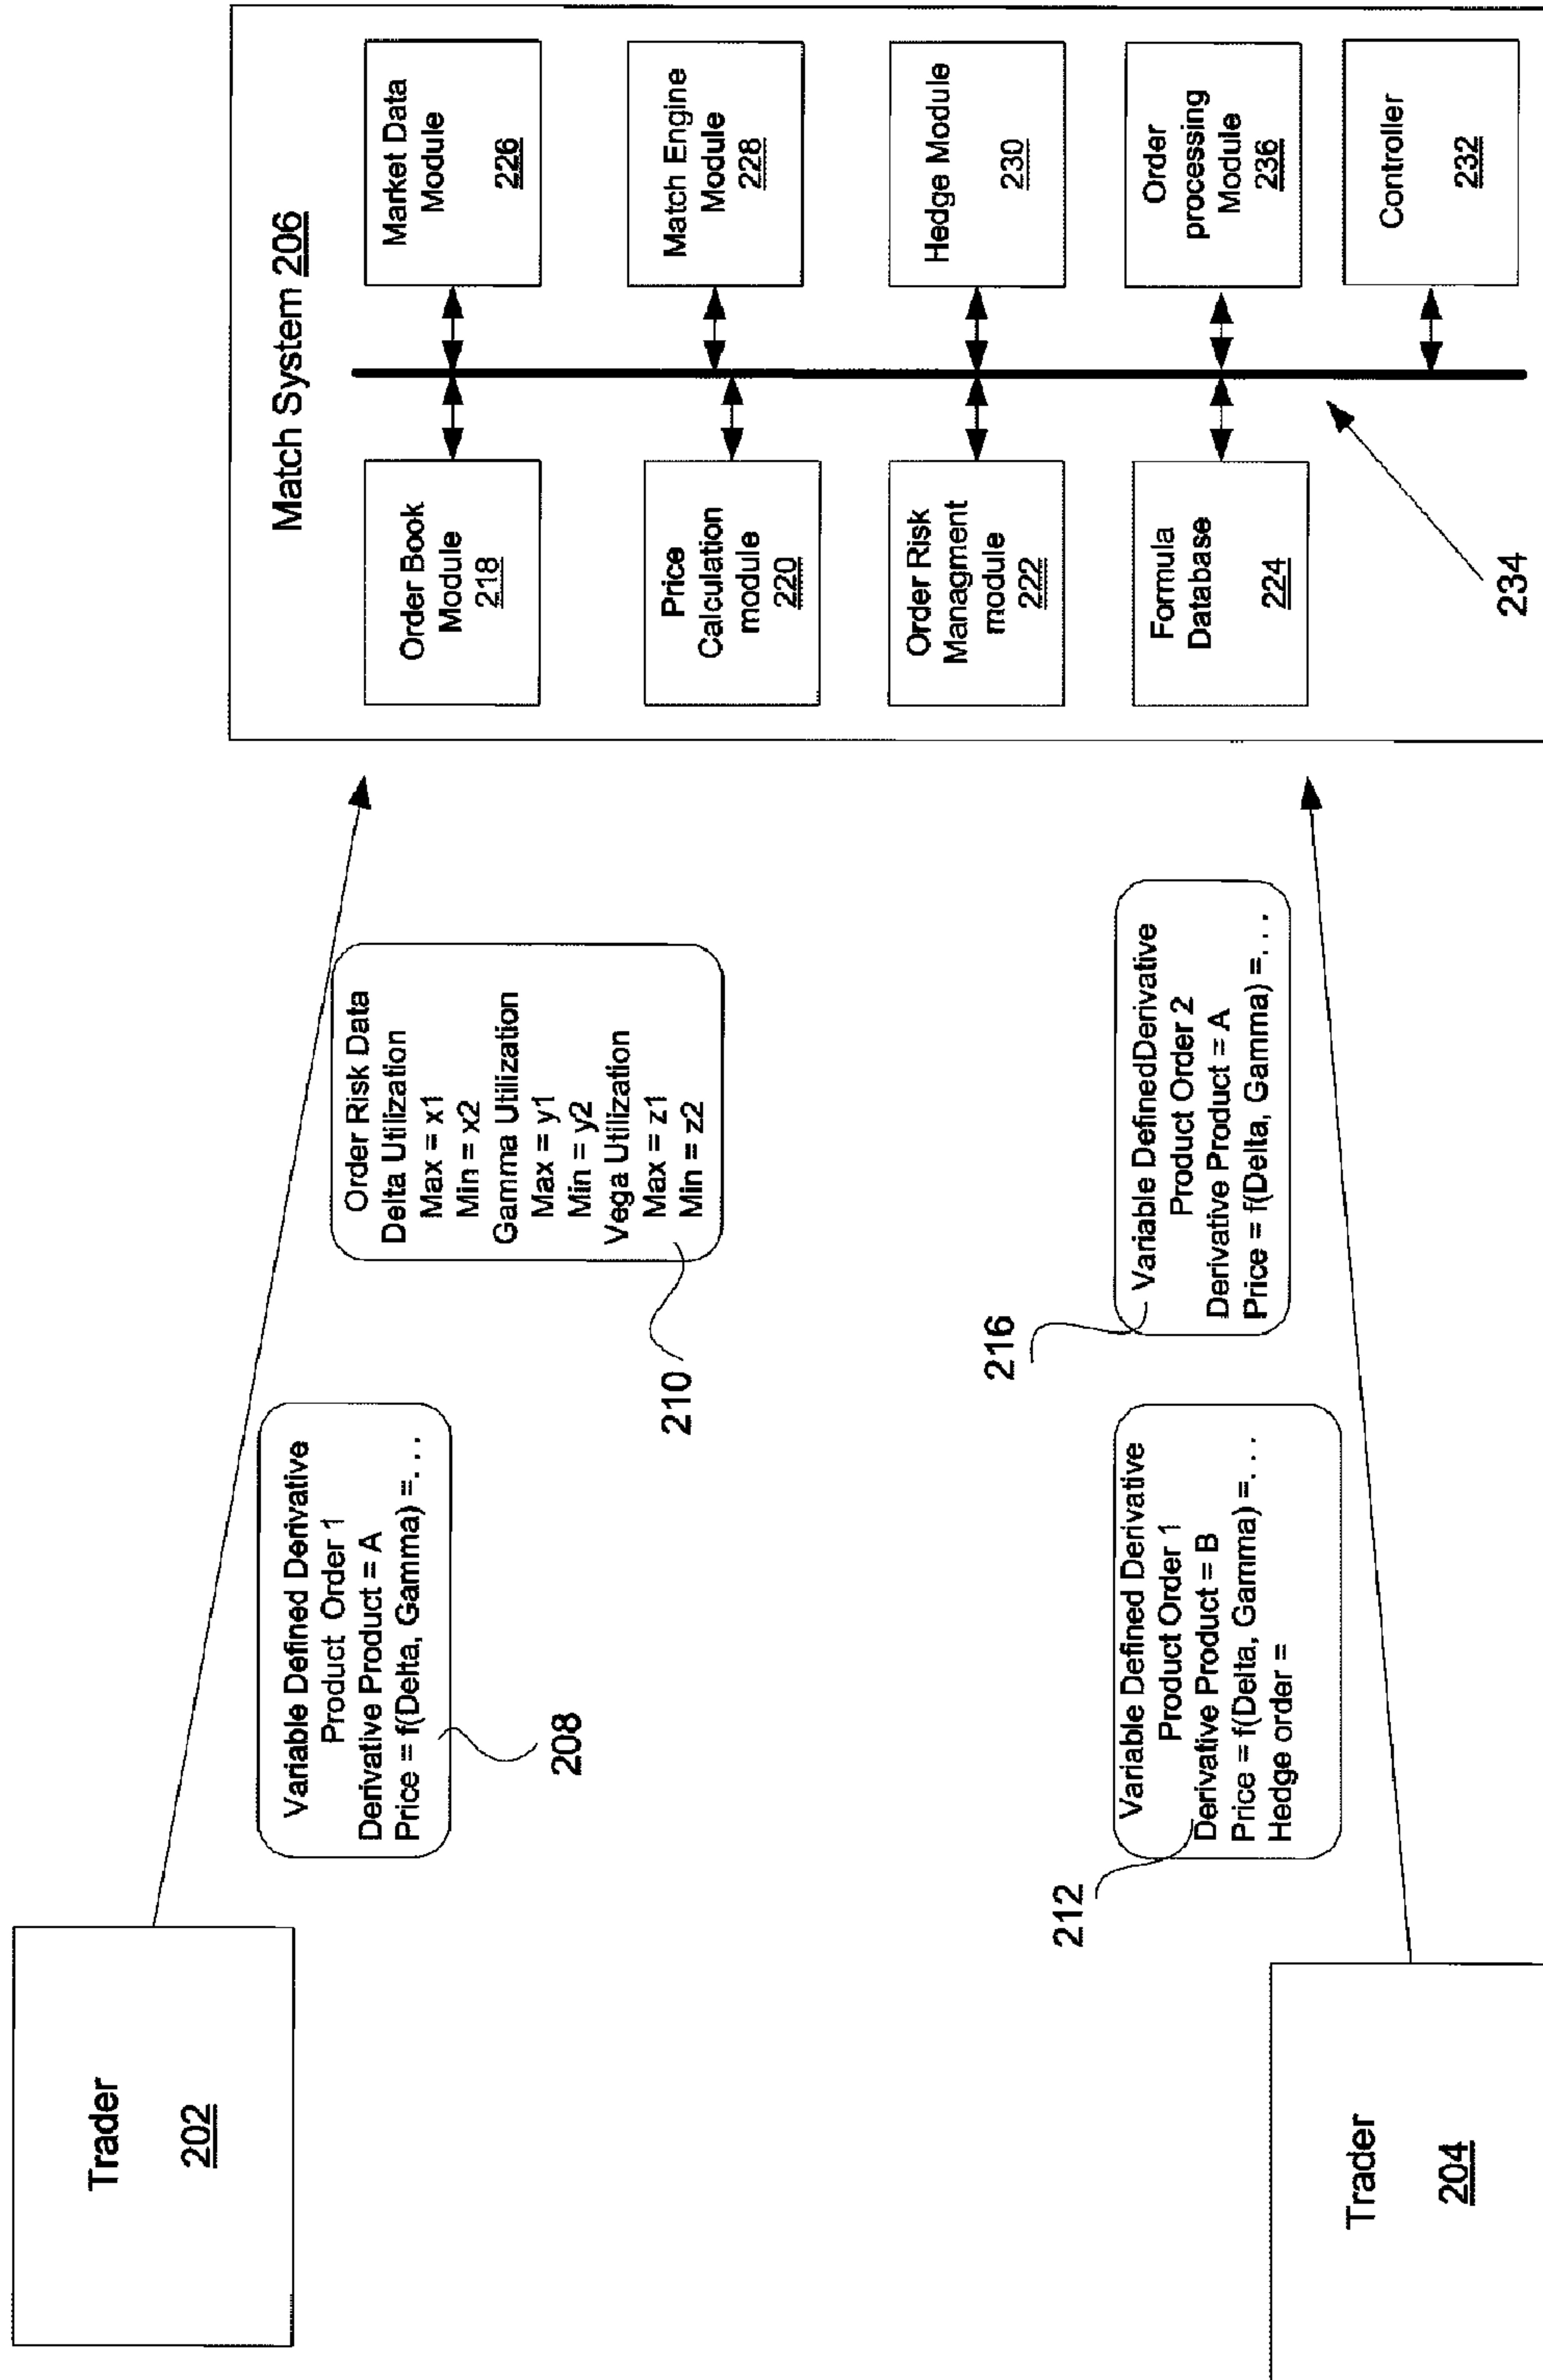 Trader
202
Variable Defined Derivative
Product Order 1
Derivative Product = A
Price = f(Delta, Gamma) =. . .
208
Order Risk Data
Delta Utilization
Max = x1
Min = x2
Gamma Utilization
Max = y1
Min = y2
Vega Utilization
Max = z1
Min = z2
210
Trader
204
Variable Defined Derivative
Product Order 1
Derivative Product = B
Price = f(Delta, Gamma) =. . .
Hedge order =
212
Variable DefinedDerivative
Product Order 2
Derivative Product = A
Price = f(Delta, Gamma) =. . .
216
Match System 206
Order Book
Module
218
Price
Calculation
module
220
Order Risk
Managment
module
222
Formula
Database
224
Market Data
Module
226
Match Engine
Module
228
Hedge Module
230
Order
processing
Module
236
Controller
232
234